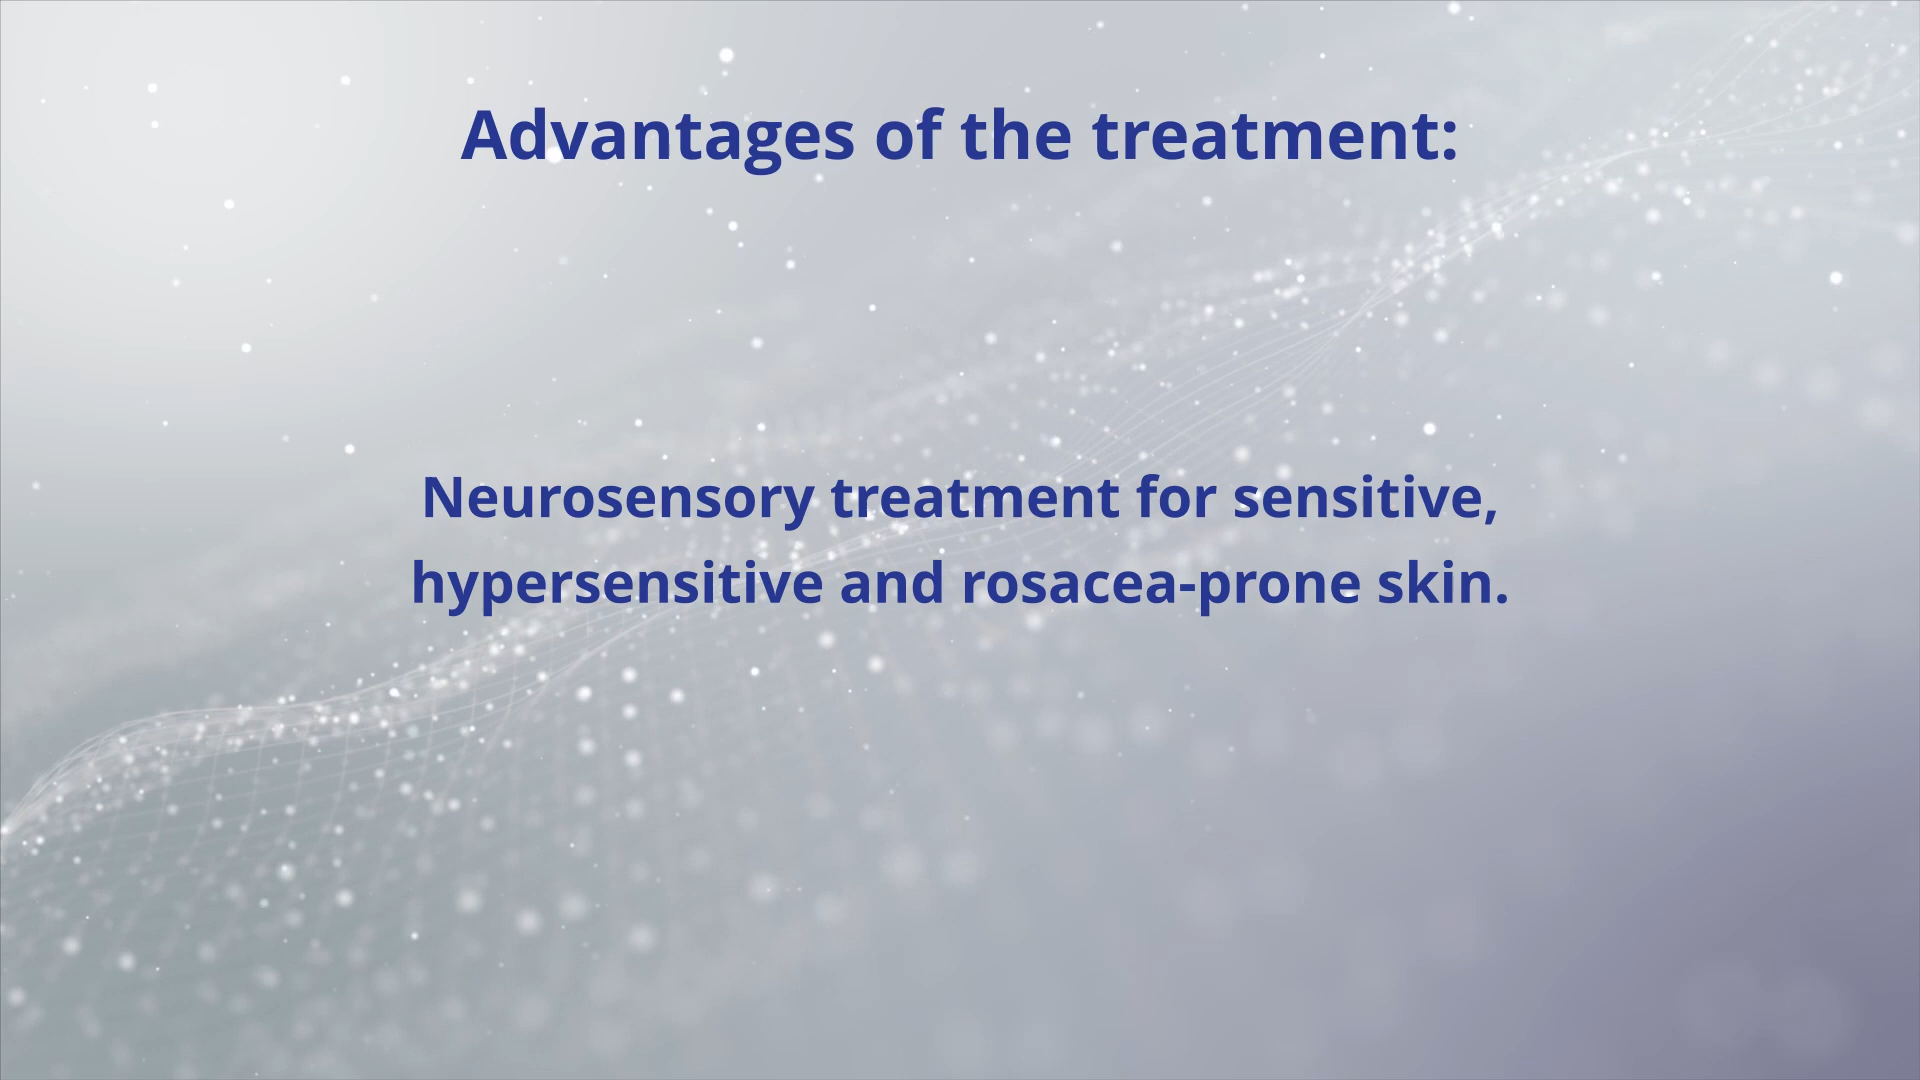 Advantages of the treatment:
Neurosensory treatment for sensitive,
hypersensitive and rosacea-prone skin.